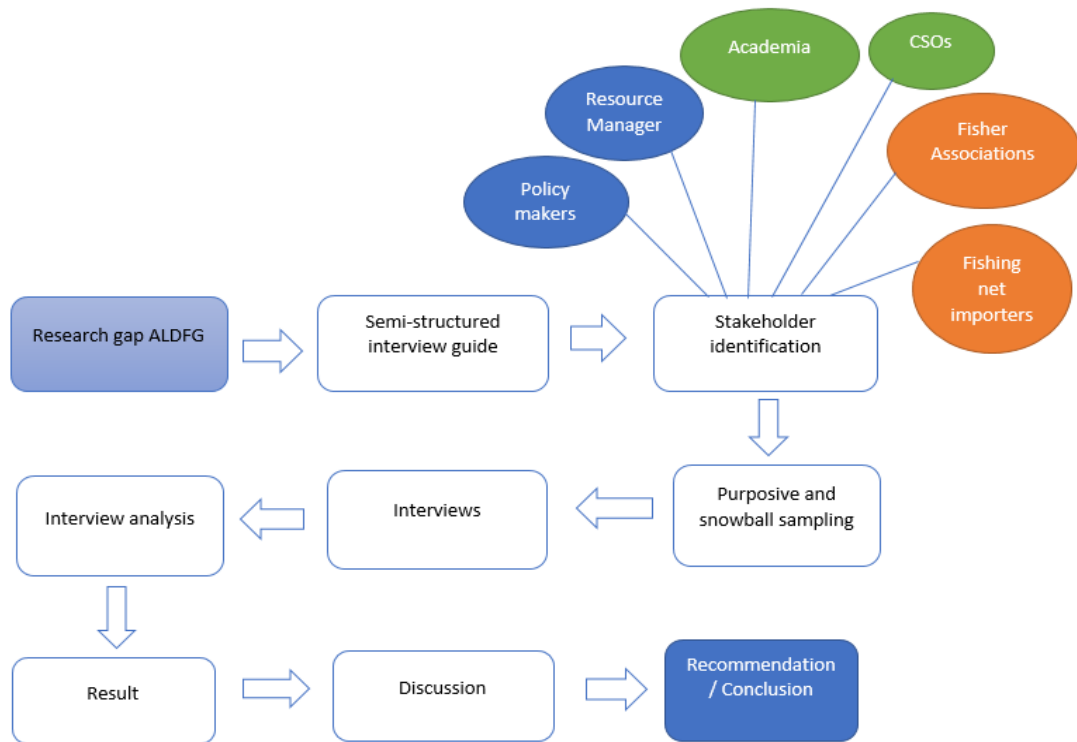 Academia
CSOs
Resource
Manager
Fisher
Associations
Policy
makers
Fishing
net
importers
Research gap ALDFG
Semi-structured
interview guide
Stakeholder
identification
Interview analysis
Interviews
Purposive and
snowball sampling
Result
Discussion
Recommendation
/ Conclusion